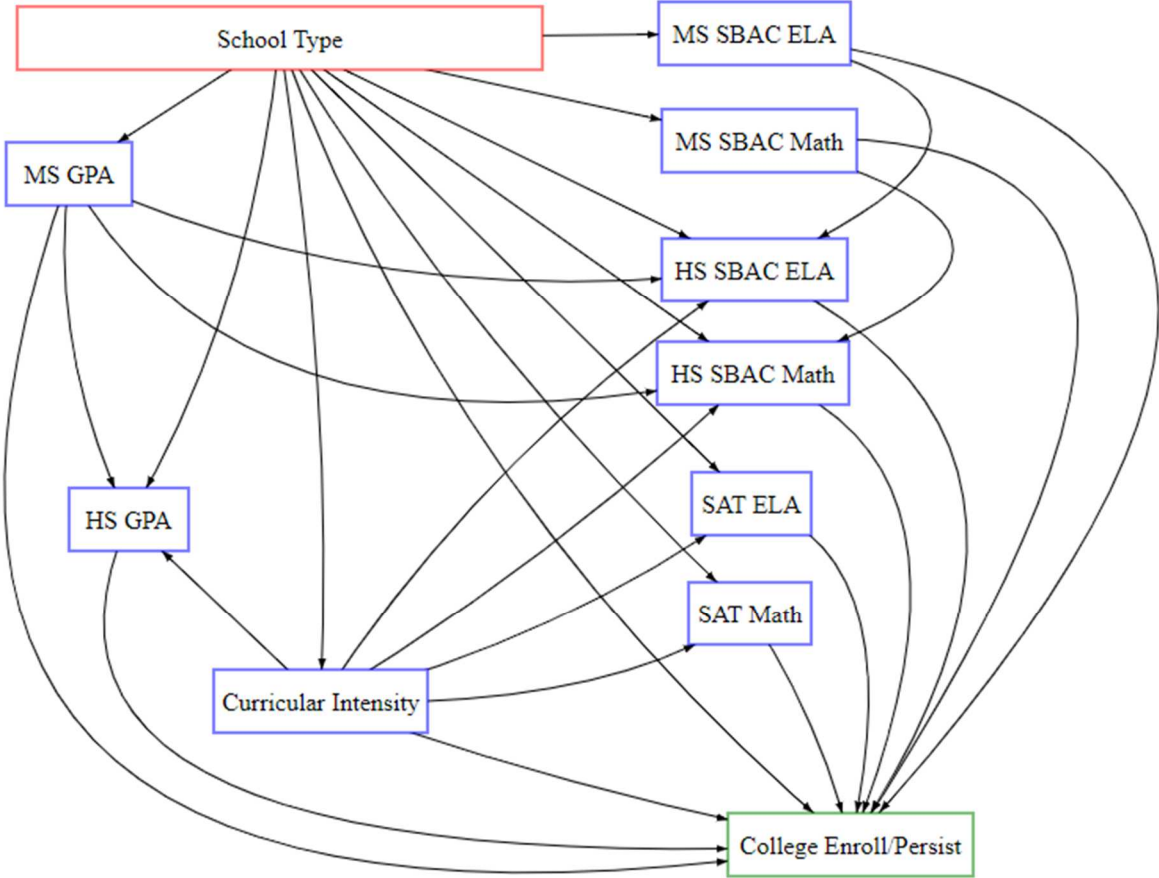 School Type
MS SBAC ELA
MS SBAC Math
MS GPA
HS SBAC ELA
HS SBAC Math
SAT ELA
HS GPA
SAT Math
Curricular Intensity
College Enroll/Persist